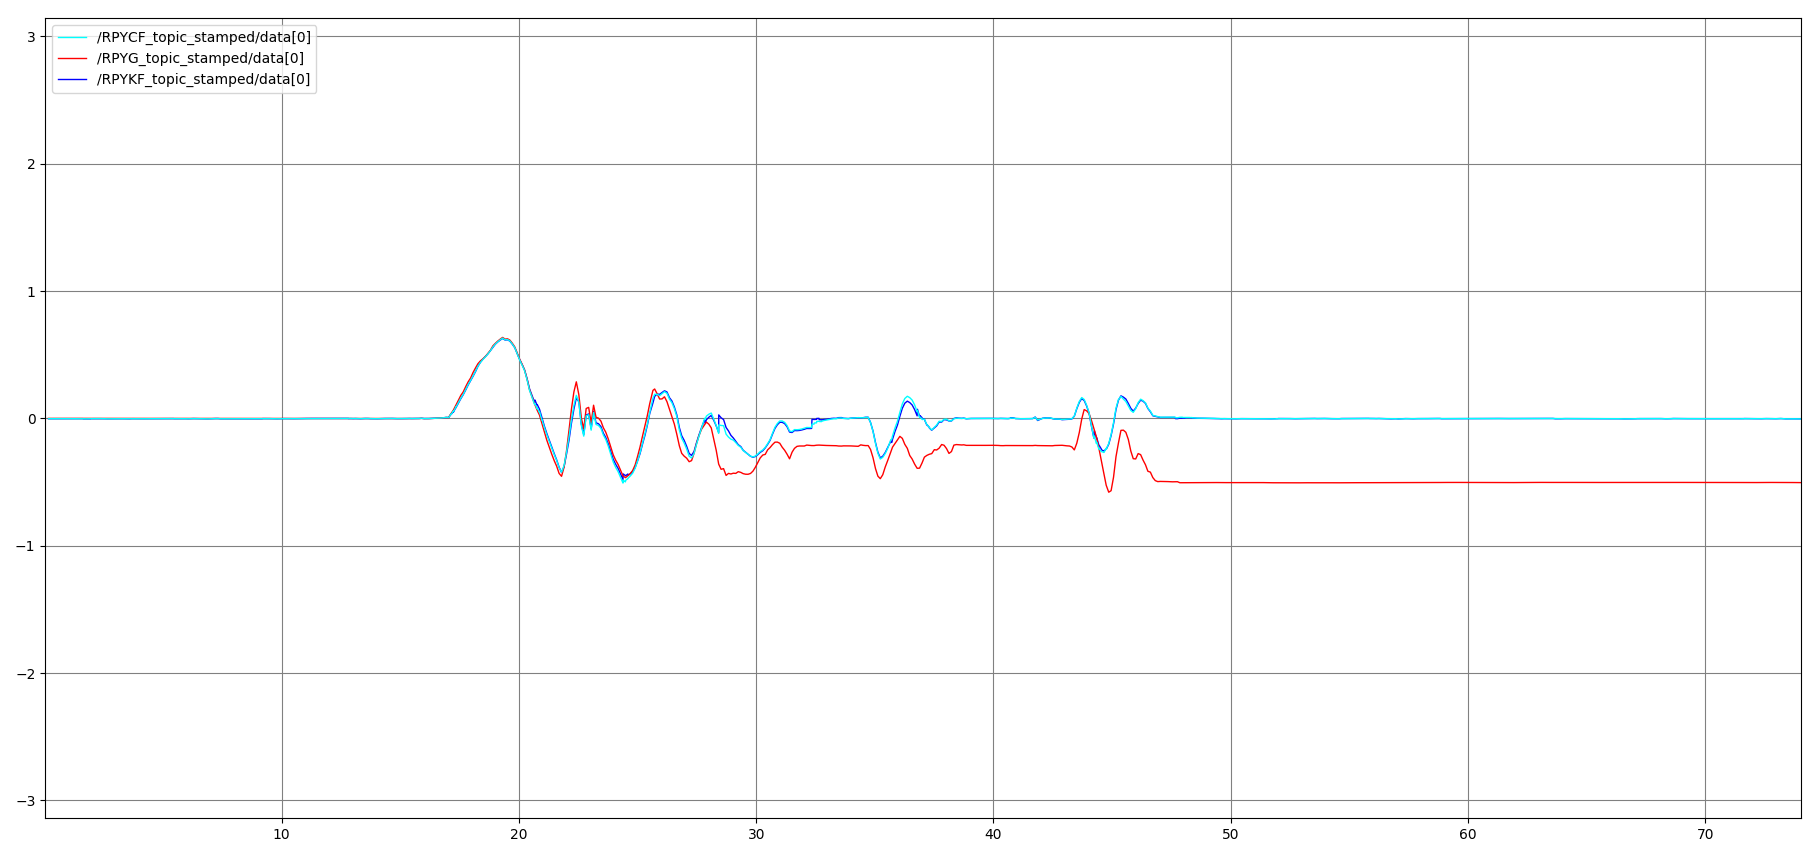 /RPYCF_topic_stamped/data[0]
/RPYG_topic_stamped/data[0]
/RPYKF_topic_stamped/data[0]
3
2
1
0
−1
−2
−3
10 20 30 40 50 60 70